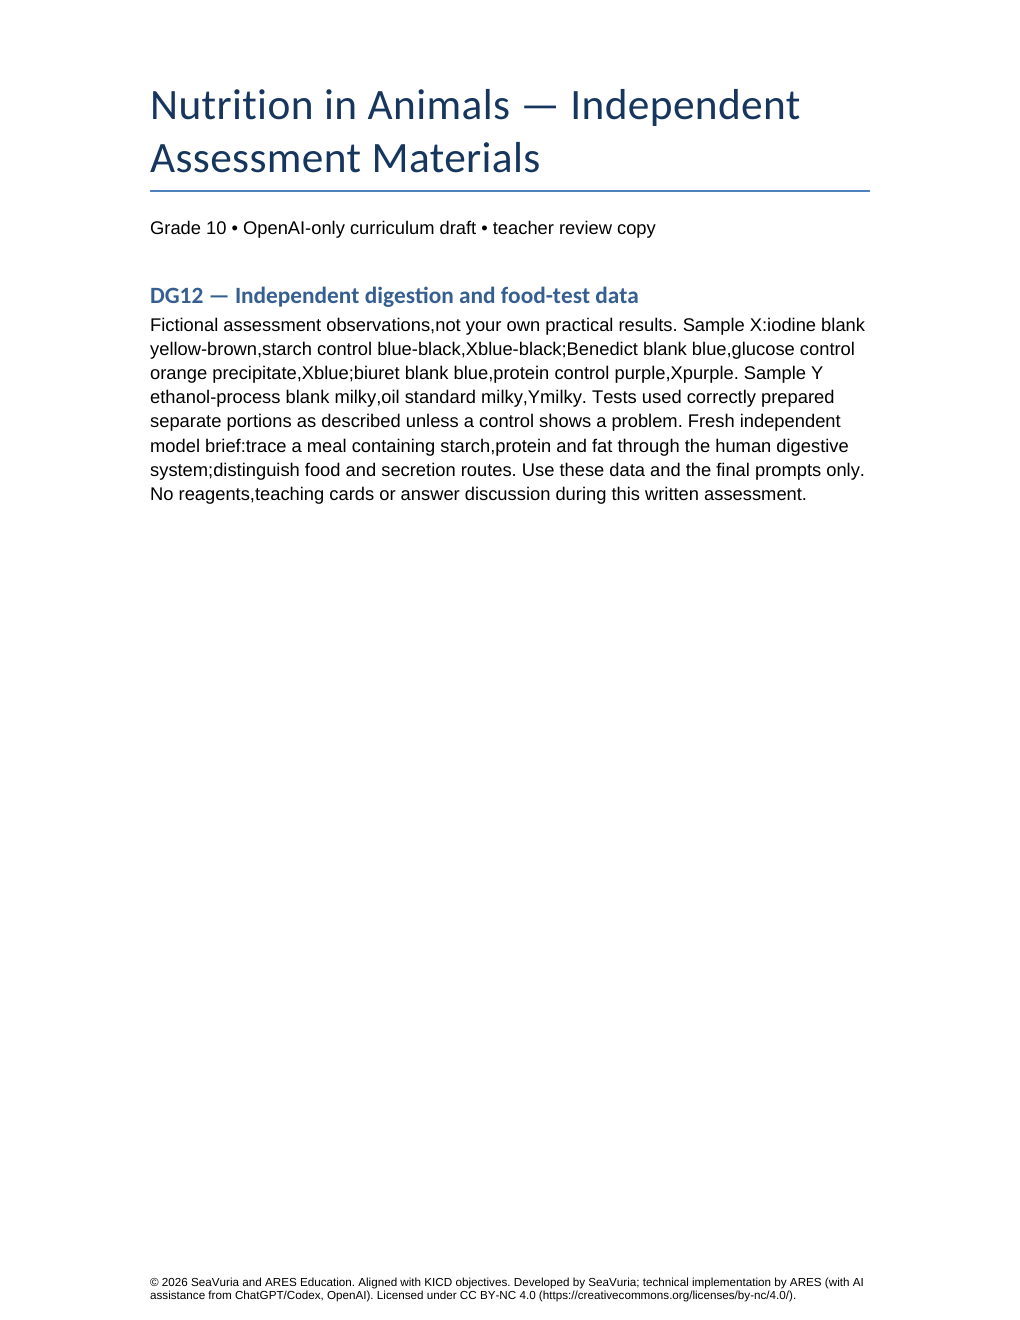 Nutrition in Animals — Independent
Assessment Materials
Grade 10 • OpenAI-only curriculum draft • teacher review copy
DG12 — Independent digestion and food-test data
Fictional assessment observations,not your own practical results. Sample X:iodine blank
yellow-brown,starch control blue-black,Xblue-black;Benedict blank blue,glucose control
orange precipitate,Xblue;biuret blank blue,protein control purple,Xpurple. Sample Y
ethanol-process blank milky,oil standard milky,Ymilky. Tests used correctly prepared
separate portions as described unless a control shows a problem. Fresh independent
model brief:trace a meal containing starch,protein and fat through the human digestive
system;distinguish food and secretion routes. Use these data and the final prompts only.
No reagents,teaching cards or answer discussion during this written assessment.
© 2026 SeaVuria and ARES Education. Aligned with KICD objectives. Developed by SeaVuria; technical implementation by ARES (with AI
assistance from ChatGPT/Codex, OpenAI). Licensed under CC BY-NC 4.0 (https://creativecommons.org/licenses/by-nc/4.0/).